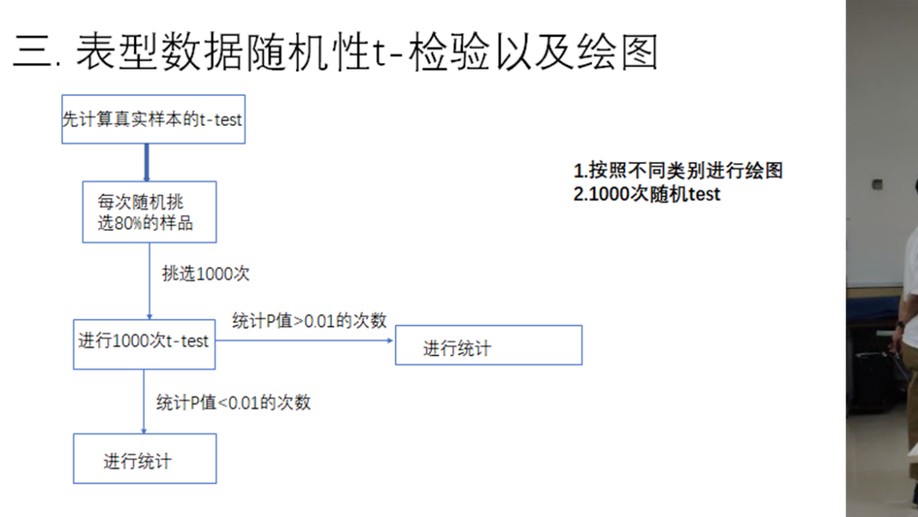 三. 表型数据随机性t-检验以及绘图
先计算真实样本的t-test
1.按照不同类别进行绘图
2.1000次随机test
每次随机挑
选80%的样品
挑选1000次
统计P值>0.01的次数
进行1000次t-test
进行统计
统计P值<0.01的次数
进行统计